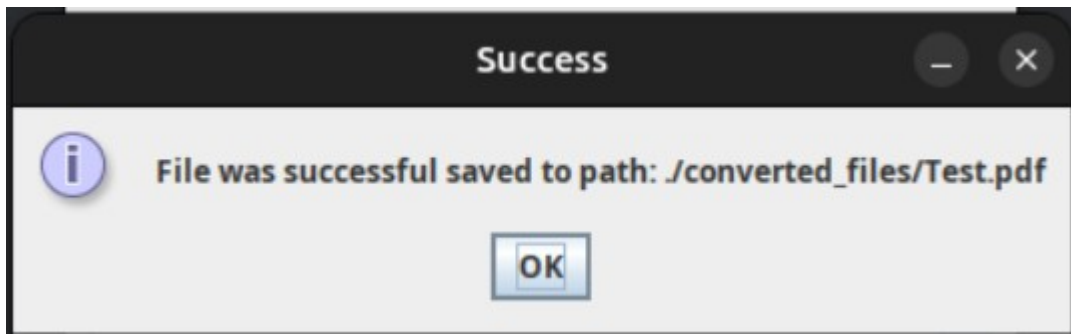 Success
File was successful saved to path: ./converted_files/Test.pdf
OK